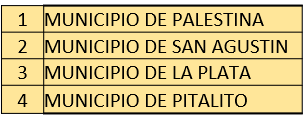 1 MUNICIPIO DE PALESTINA
2 MUNICIPIO DE SAN AGUSTIN
3 MUNICIPIO DE LA PLATA
4 MUNICIPIO DE PITALITO